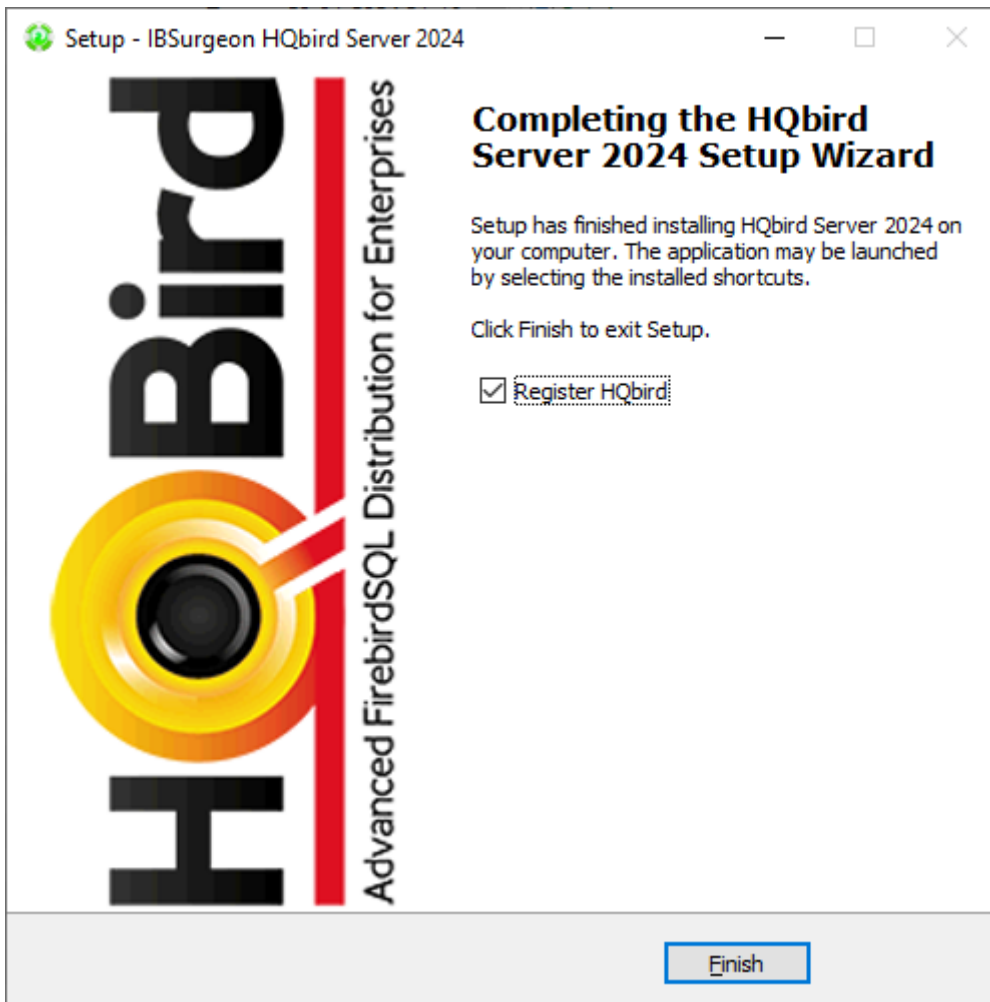 Setup - IBSurgeon HQbird Server 2024
HQBird
Advanced FirebirdSQL Distribution for Enterprises
Completing the HQbird
Server 2024 Setup Wizard
Setup has finished installing HQbird Server 2024 on
your computer. The application may be launched
by selecting the installed shortcuts.
Click Finish to exit Setup.
Register HQbird
Finish